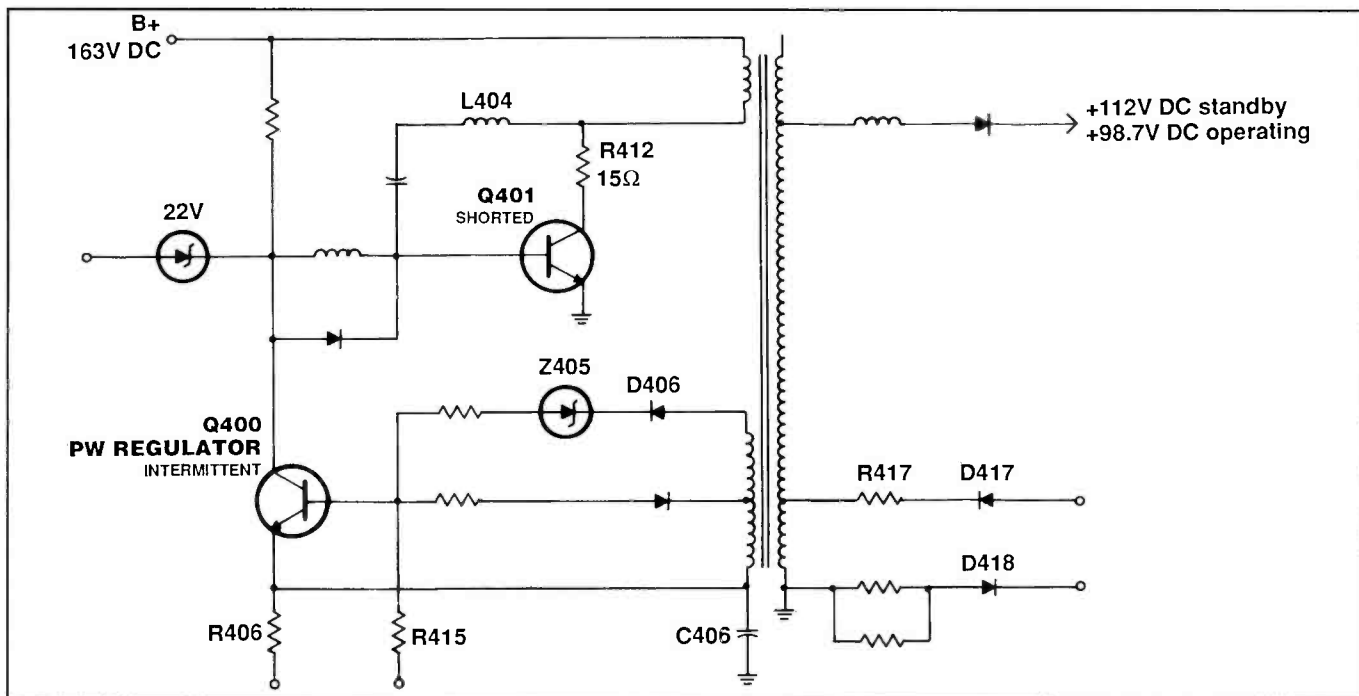 B+
163V DC
L404
+112V DC standby
+98.7V DC operating
R412
15Ω
Q401
SHORTED
22V
Z405
D406
Q400
PW REGULATOR
INTERMITTENT
R417
D417
D418
R406
R415
C406